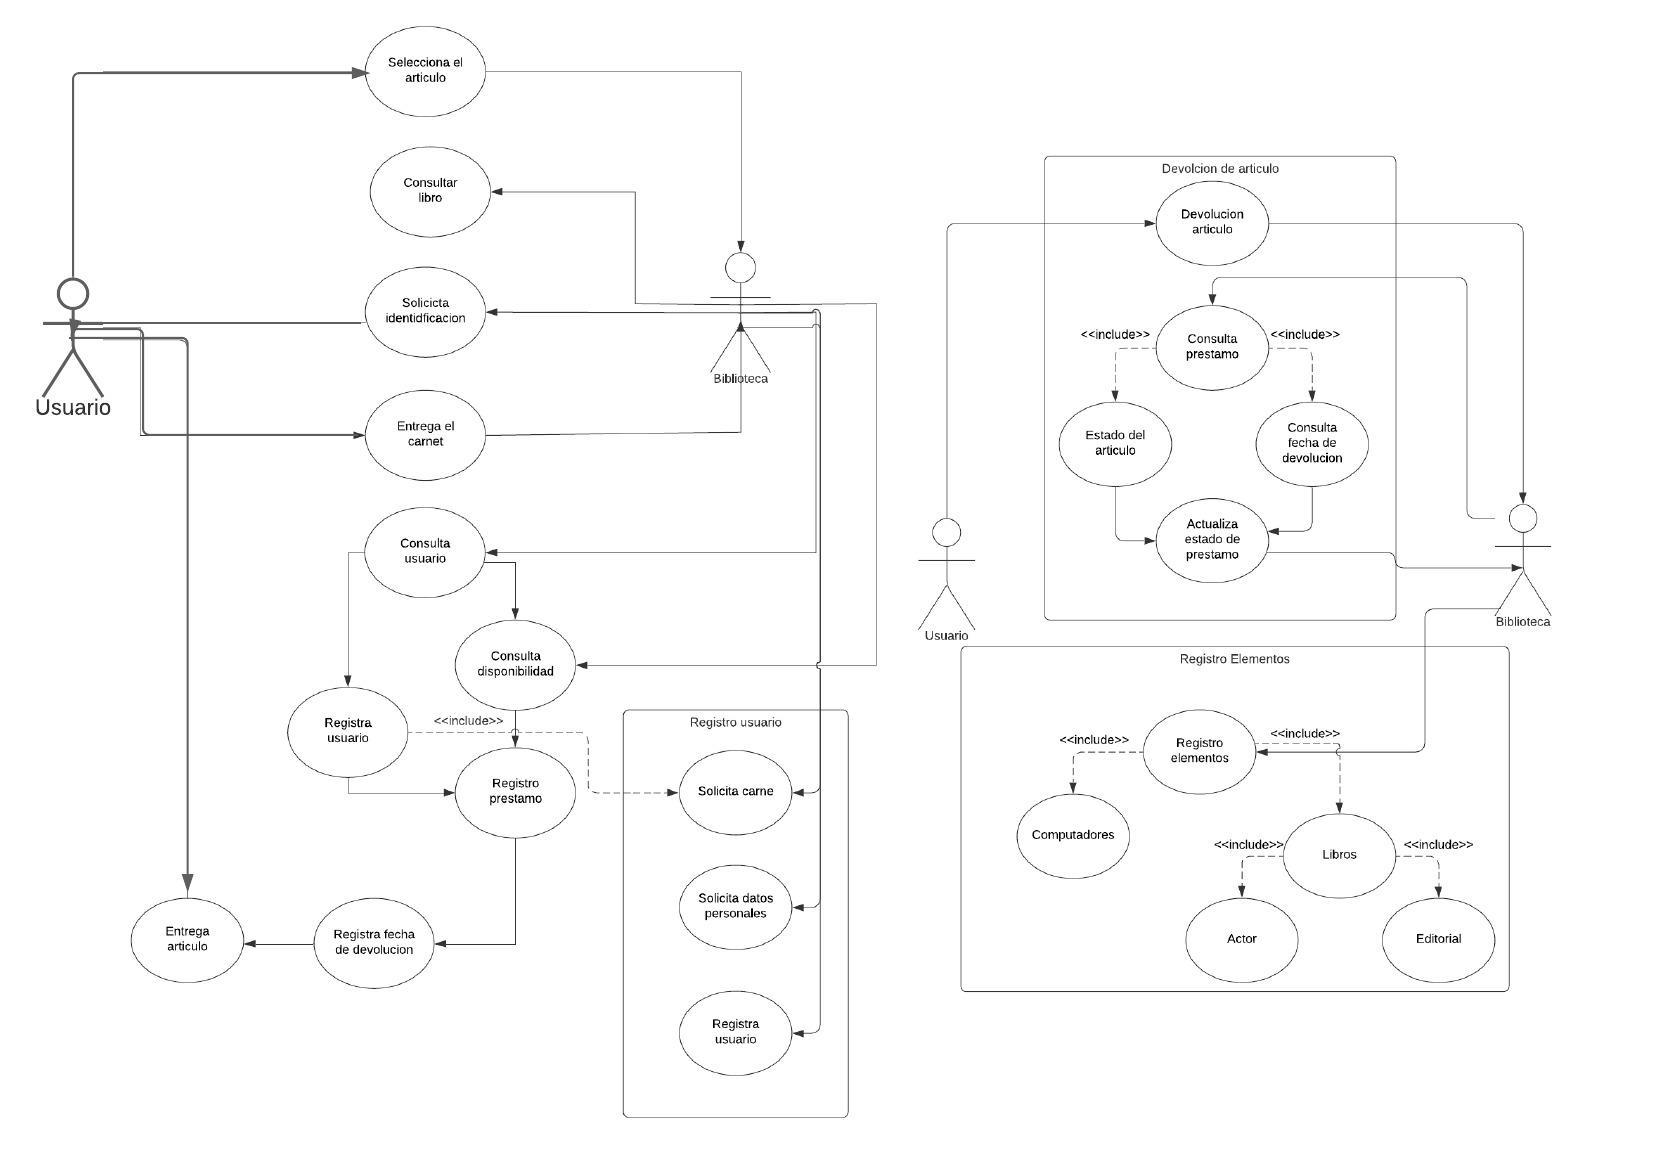 Selecciona el
articulo
Consultar
libro
Solicicta
identidficacion
Biblioteca
Usuario
Entrega el
carnet
Consulta
usuario
Consulta
disponibilidad
Registra
usuario
<<include>>
Registro
prestamo
Registro usuario
Solicita carne
Solicita datos
personales
Registra
usuario
Entrega
articulo
Registra fecha
de devolucion
Devolcion de articulo
Devolucion
articulo
<<include>>
Consulta
prestamo
<<include>>
Estado del
articulo
Consulta
fecha de
devolucion
Actualiza
estado de
prestamo
Usuario
Biblioteca
Registro Elementos
<<include>>
Registro
elementos
<<include>>
Computadores
<<include>>
Libros
<<include>>
Actor
Editorial